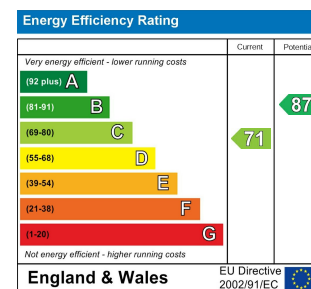 Energy Efficiency Rating
Current Potentia
Very energy efficient - lower running costs
(92 plus) A
(81-91) B
87
(69-80) C
71
(55-68) D
(39-54) E
(21-38) F
(1-20) G
Not energy efficient - higher running costs
England & Wales
EU Directive
2002/91/EC